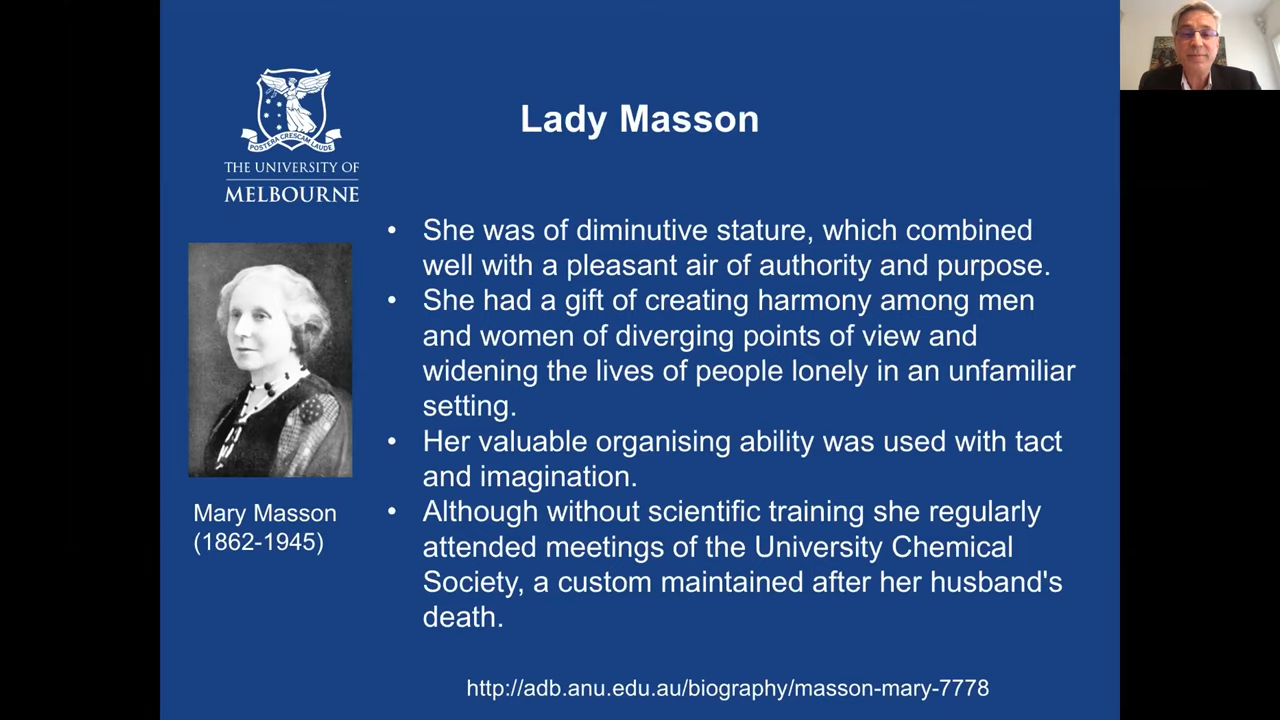 Lady Masson
POSTERA CRESCAM LAUDE
THE UNIVERSITY OF
MELBOURNE
• She was of diminutive stature, which combined
well with a pleasant air of authority and purpose.
• She had a gift of creating harmony among men
and women of diverging points of view and
widening the lives of people lonely in an unfamiliar
setting.
• Her valuable organising ability was used with tact
and imagination.
• Although without scientific training she regularly
attended meetings of the University Chemical
Society, a custom maintained after her husband's
death.
Mary Masson
(1862-1945)
http://adb.anu.edu.au/biography/masson-mary-7778